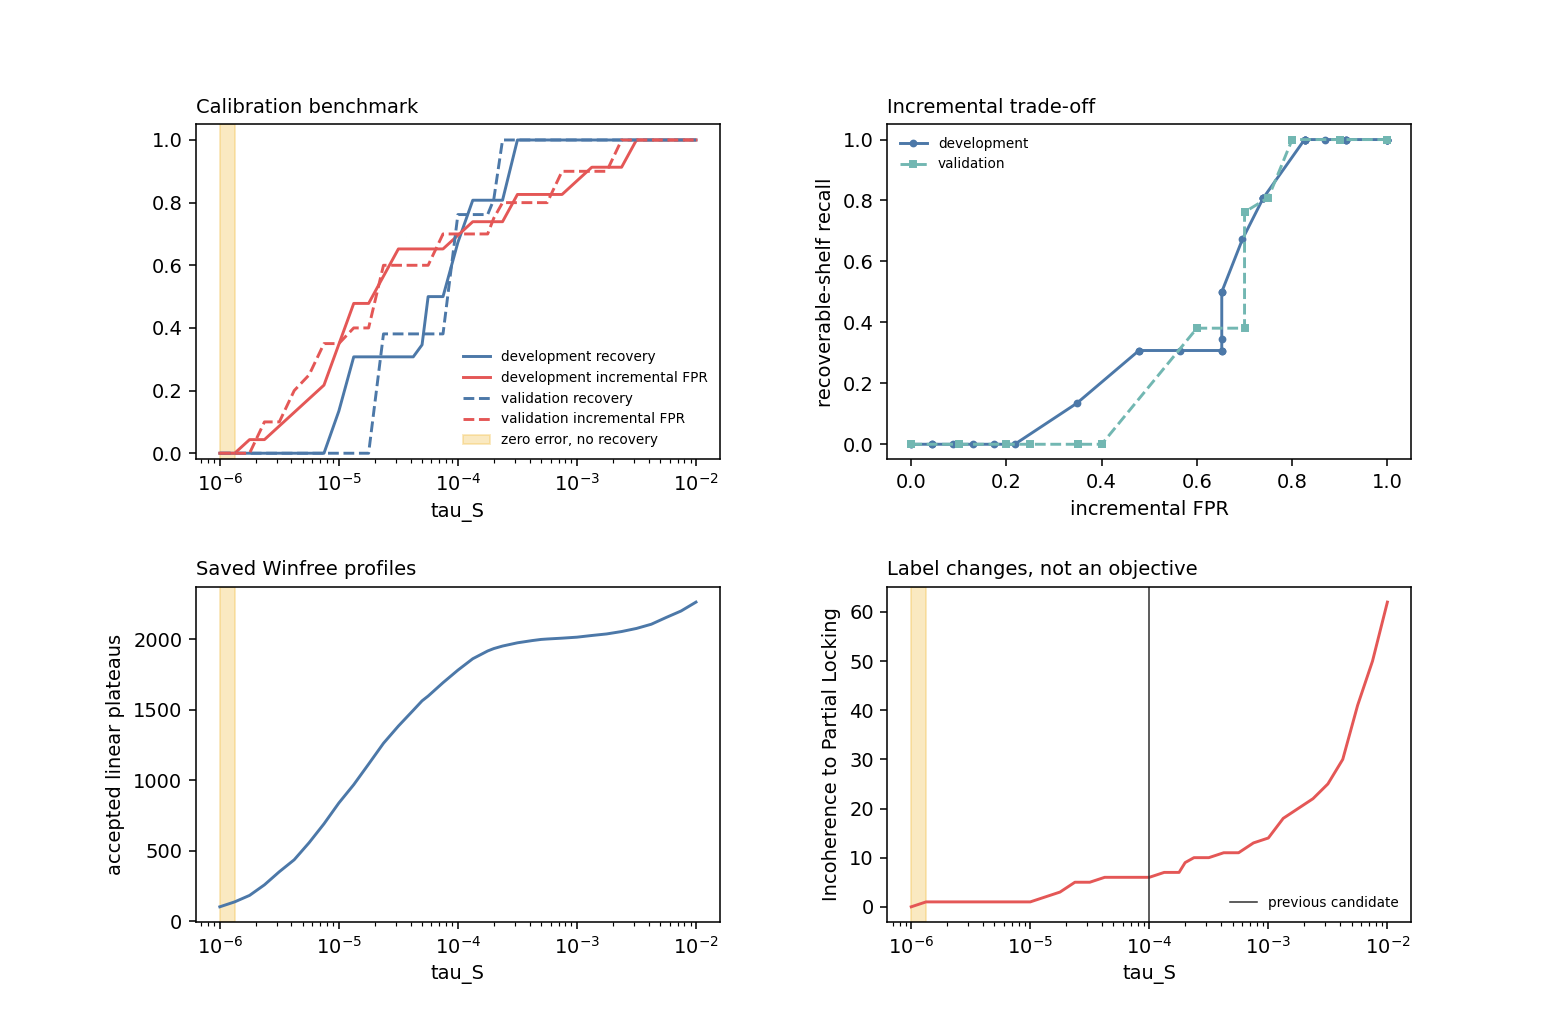 Calibration benchmark
1.0
0.8
0.6
0.4
0.2
0.0
development recovery
development incremental FPR
validation recovery
validation incremental FPR
zero error, no recovery
10⁻⁶ 10⁻⁵ 10⁻⁴ 10⁻³ 10⁻²
tau_S
Incremental trade-off
recoverable-shelf recall
1.0
0.8
0.6
0.4
0.2
0.0
development
validation
0.0 0.2 0.4 0.6 0.8 1.0
incremental FPR
Saved Winfree profiles
accepted linear plateaus
2000
1500
1000
500
0
10⁻⁶ 10⁻⁵ 10⁻⁴ 10⁻³ 10⁻²
tau_S
Label changes, not an objective
Incoherence to Partial Locking
60
50
40
30
20
10
0
previous candidate
10⁻⁶ 10⁻⁵ 10⁻⁴ 10⁻³ 10⁻²
tau_S